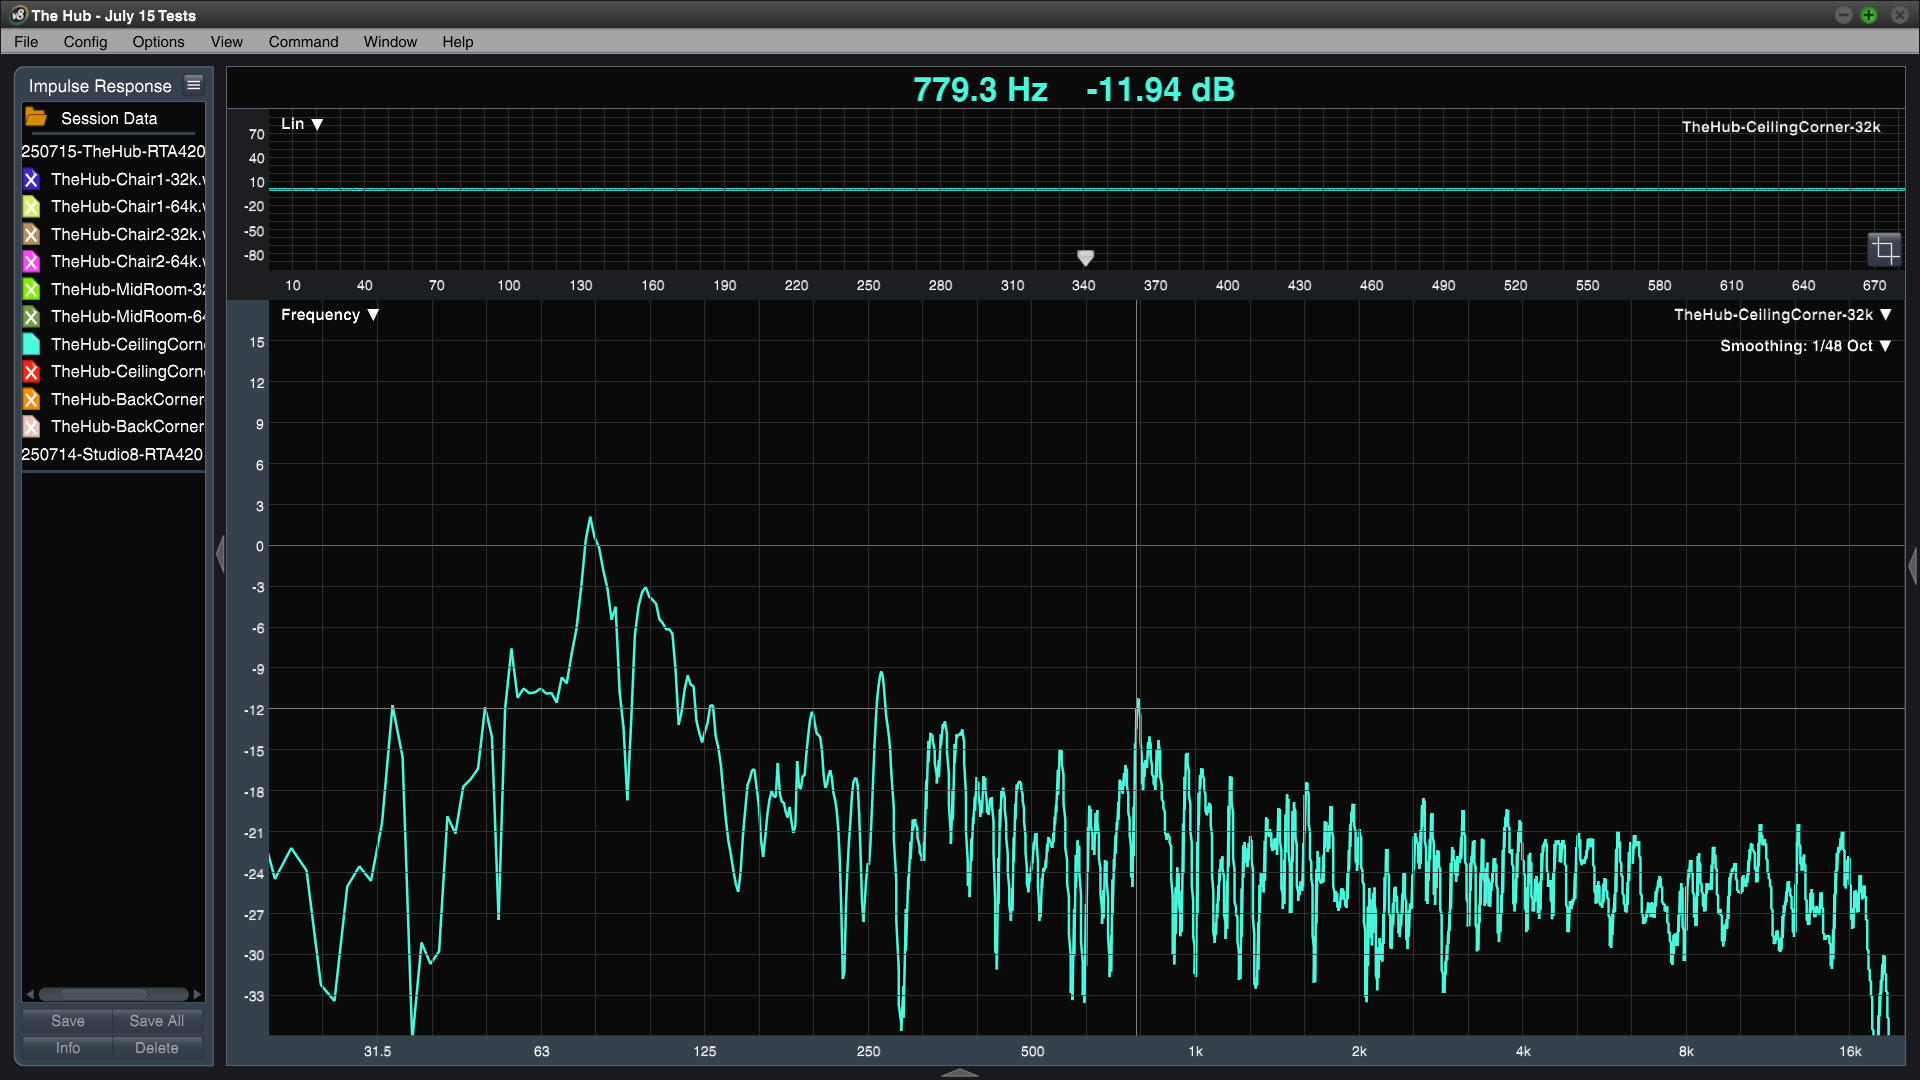 The Hub - July 15 Tests
File Config Options View Command Window Help
Impulse Response
Session Data
250715-TheHub-RTA420
TheHub-Chair1-32k.
TheHub-Chair1-64k.
TheHub-Chair2-32k.
TheHub-Chair2-64k.
TheHub-MidRoom-32
TheHub-MidRoom-64
TheHub-CeilingCorn
TheHub-CeilingCorn
TheHub-BackCorner
TheHub-BackCorner
250714-Studio8-RTA420
Save Save All
Info Delete
779.3 Hz -11.94 dB
Lin ▼
TheHub-CeilingCorner-32k
70
40
10
-20
-50
-80
10 40 70 100 130 160 190 220 250 280 310 340 370 400 430 460 490 520 550 580 610 640 670
Frequency ▼
TheHub-CeilingCorner-32k ▼
Smoothing: 1/48 Oct ▼
15
12
9
6
3
0
-3
-6
-9
-12
-15
-18
-21
-24
-27
-30
-33
31.5 63 125 250 500 1k 2k 4k 8k 16k